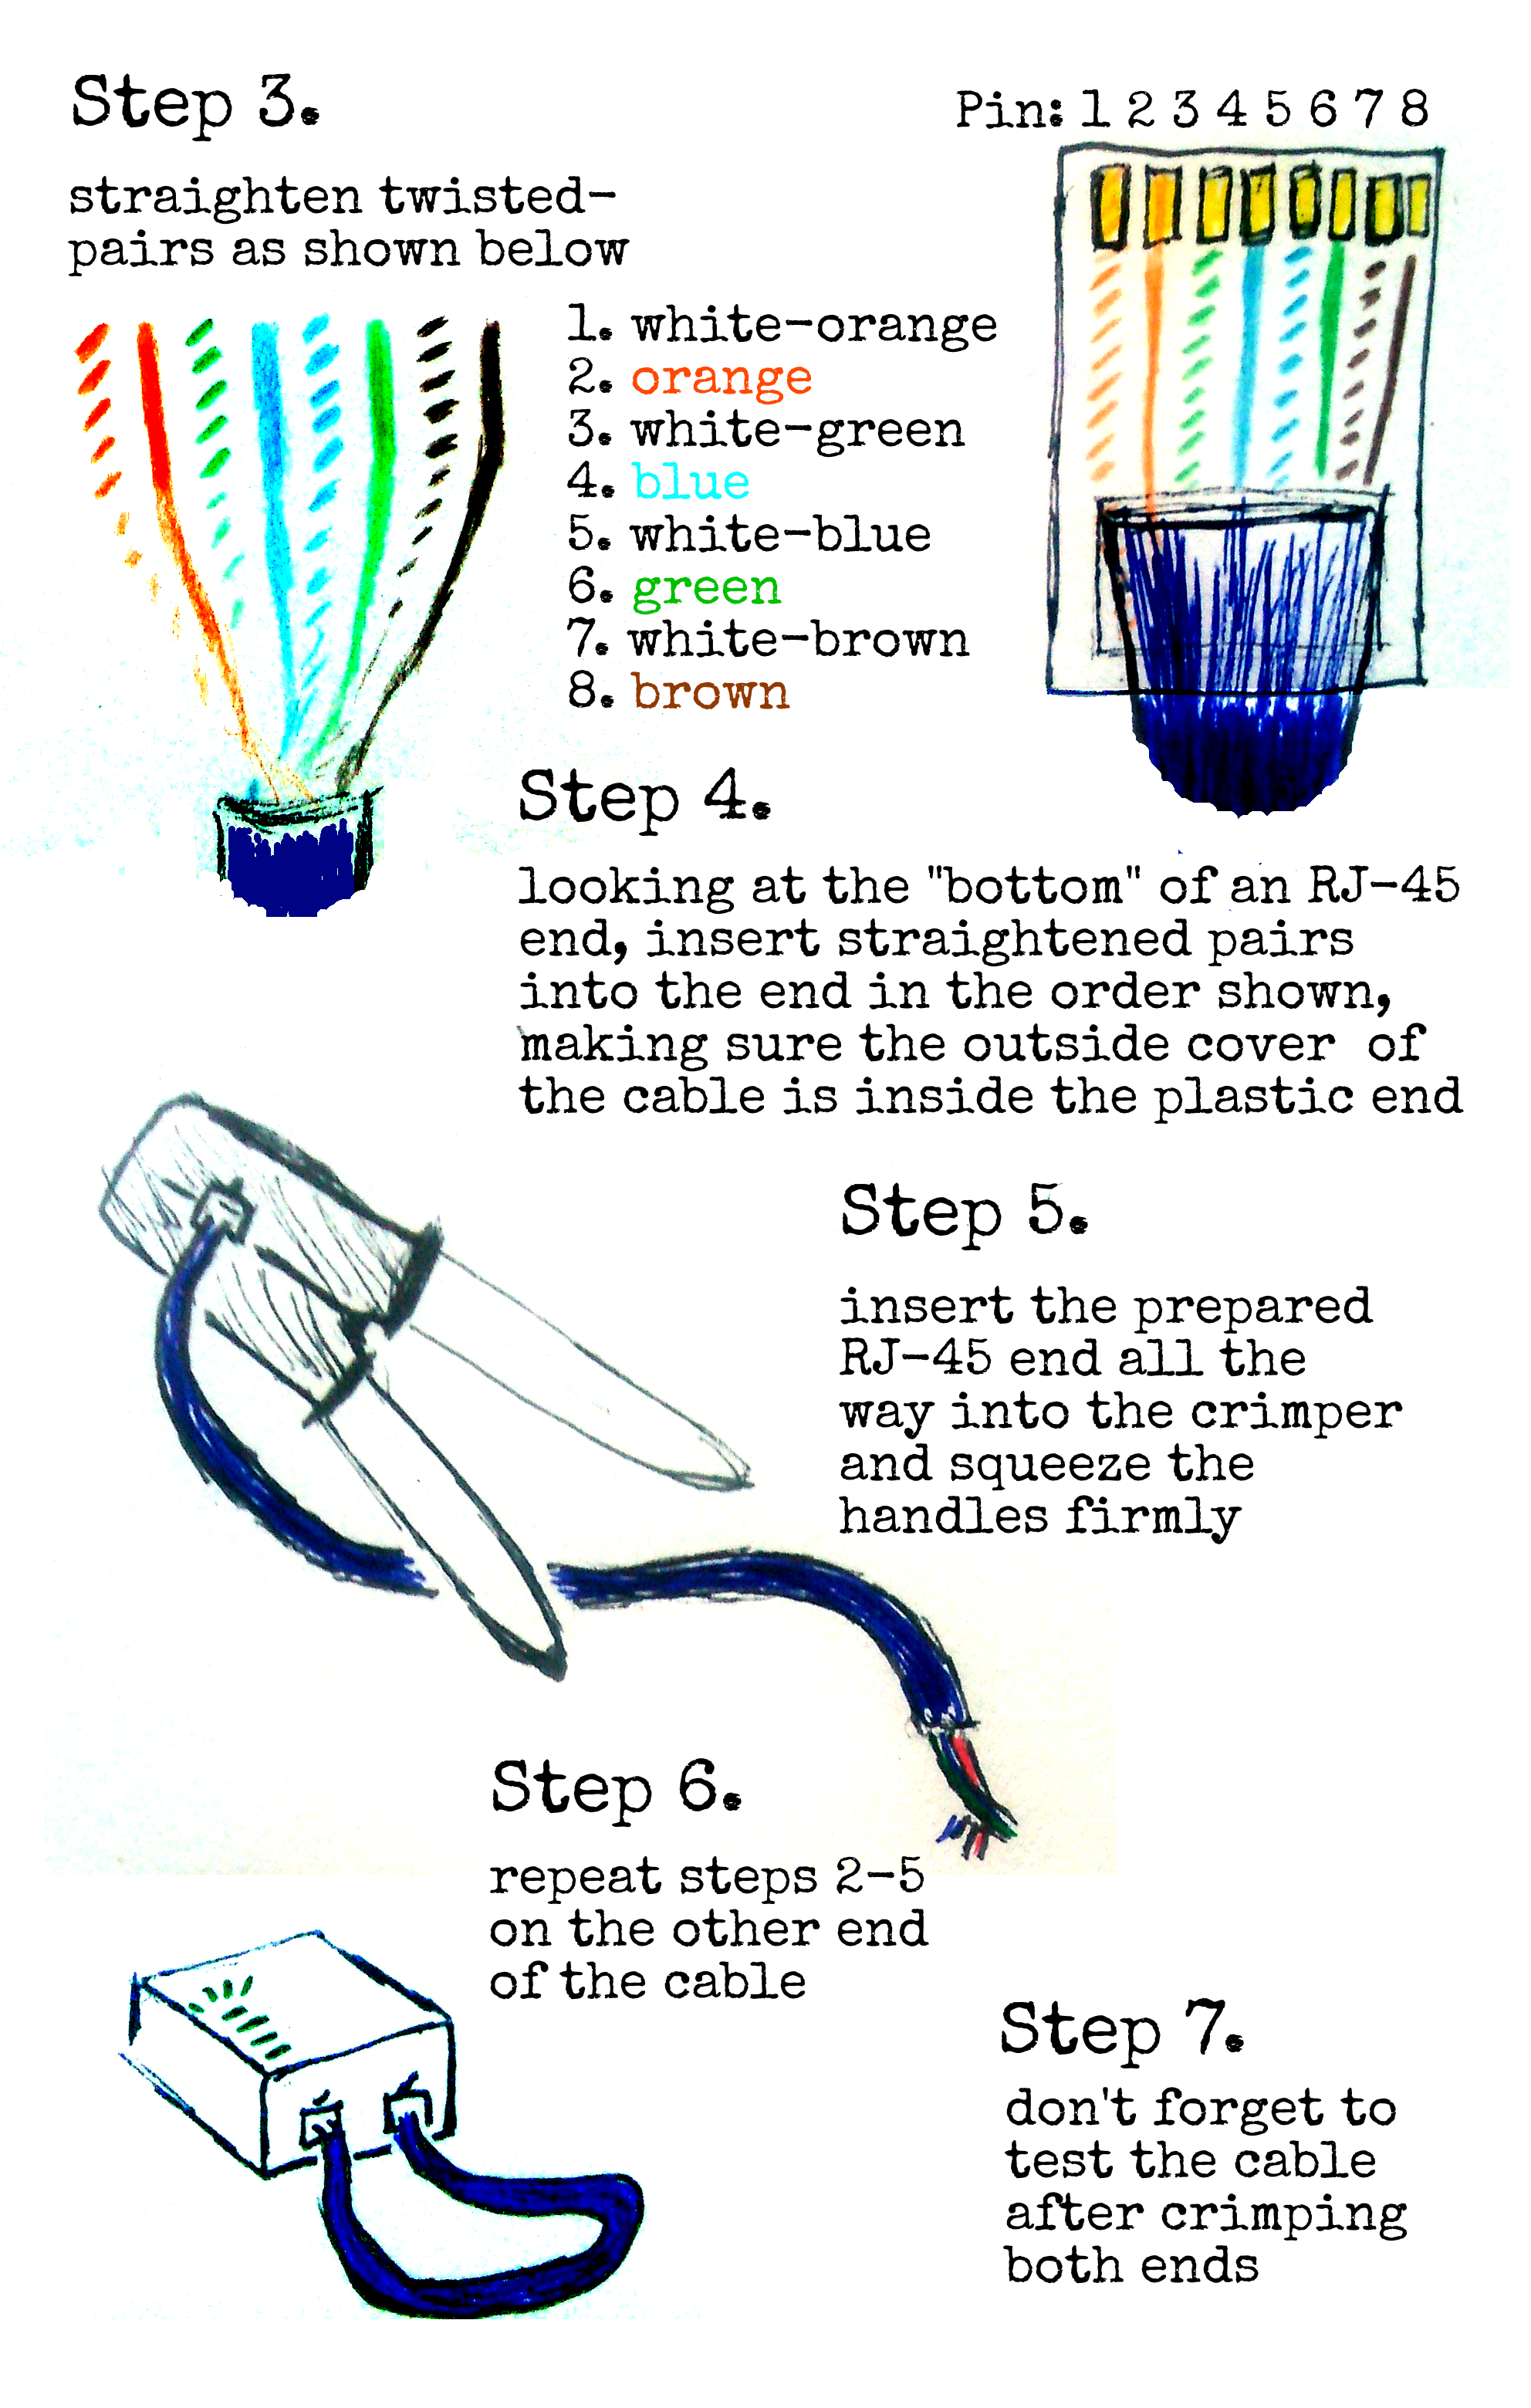 Step 3.
straighten twisted-
pairs as shown below
1. white-orange
2. orange
3. white-green
4. blue
5. white-blue
6. green
7. white-brown
8. brown
Pin: 1 2 3 4 5 6 7 8
Step 4.
looking at the "bottom" of an RJ-45
end, insert straightened pairs
into the end in the order shown,
making sure the outside cover of
the cable is inside the plastic end
Step 5.
insert the prepared
RJ-45 end all the
way into the crimper
and squeeze the
handles firmly
Step 6.
repeat steps 2-5
on the other end
of the cable
Step 7.
don't forget to
test the cable
after crimping
both ends